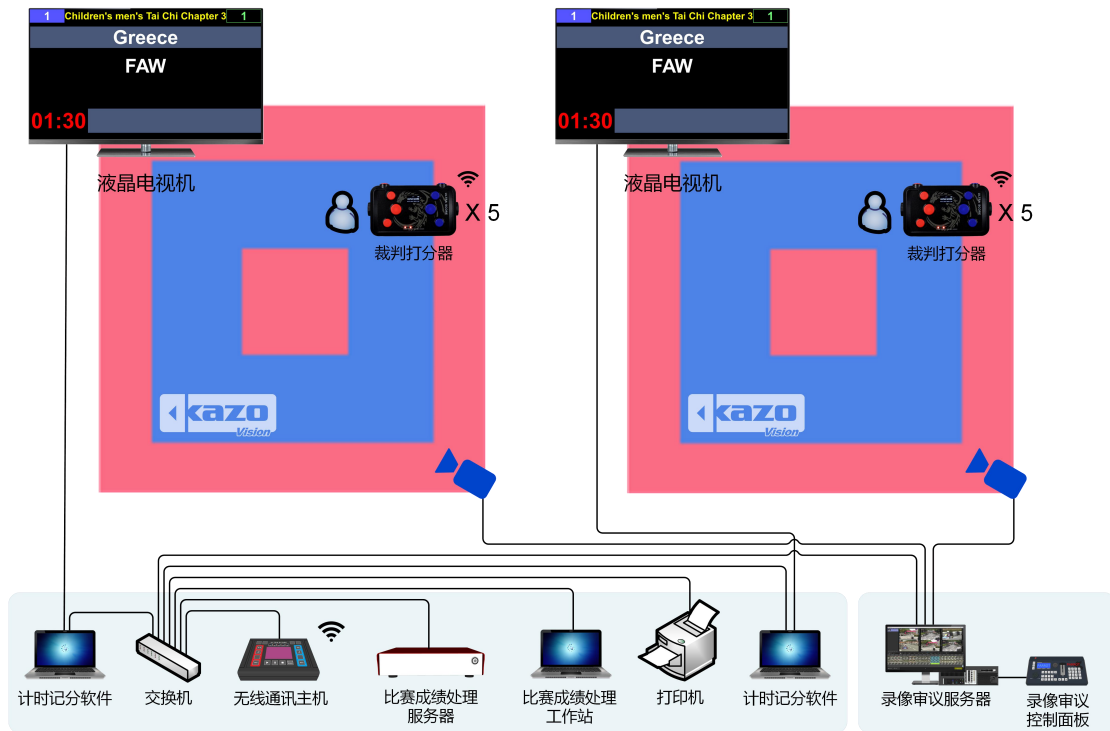 1 Children's men's Tai Chi Chapter 3 1
Greece
FAW
01:30
液晶电视机
X 5
裁判打分器
kazo
Vision
1 Children's men's Tai Chi Chapter 3 1
Greece
FAW
01:30
液晶电视机
X 5
裁判打分器
kazo
Vision
计时记分软件
交换机
无线通讯主机
比赛成绩处理
服务器
比赛成绩处理
工作站
打印机
计时记分软件
录像审议服务器
录像审议
控制面板